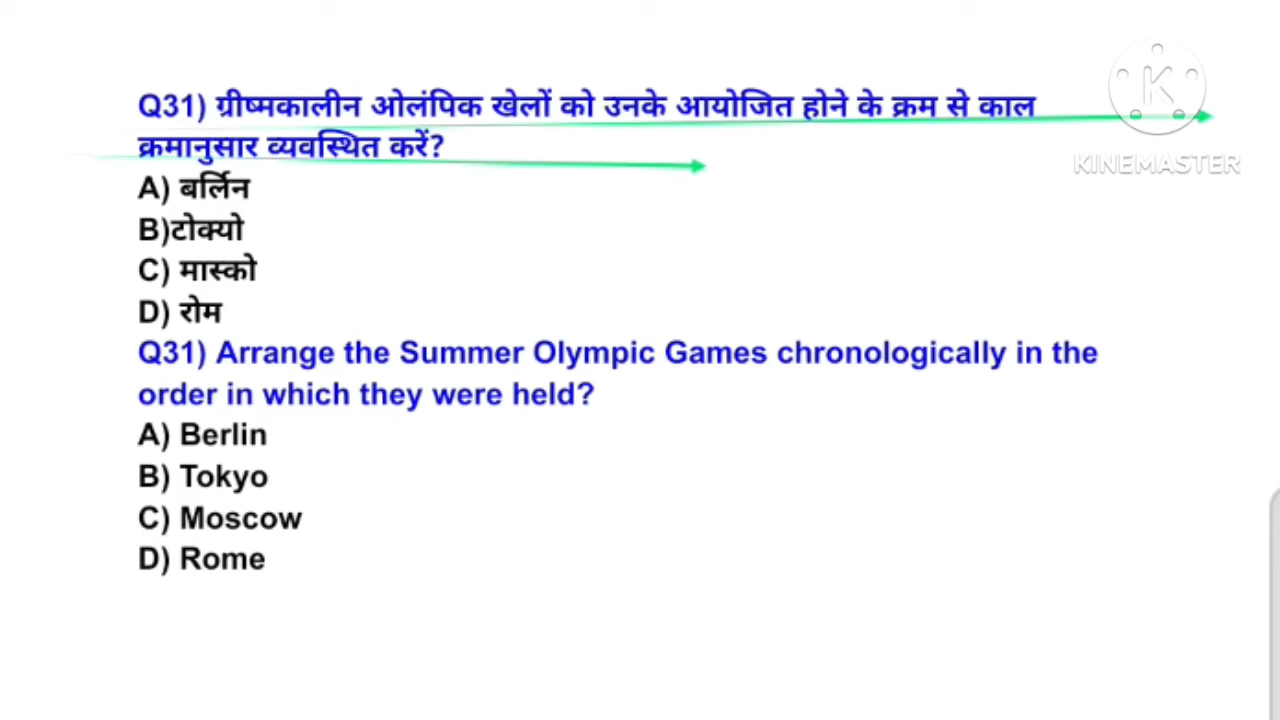 Q31) ग्रीष्मकालीन ओलंपिक खेलों को उनके आयोजित होने के क्रम से काल
क्रमानुसार व्यवस्थित करें?
A) बर्लिन
B)टोक्यो
C) मास्को
D) रोम
Q31) Arrange the Summer Olympic Games chronologically in the
order in which they were held?
A) Berlin
B) Tokyo
C) Moscow
D) Rome
K
KINEMASTER